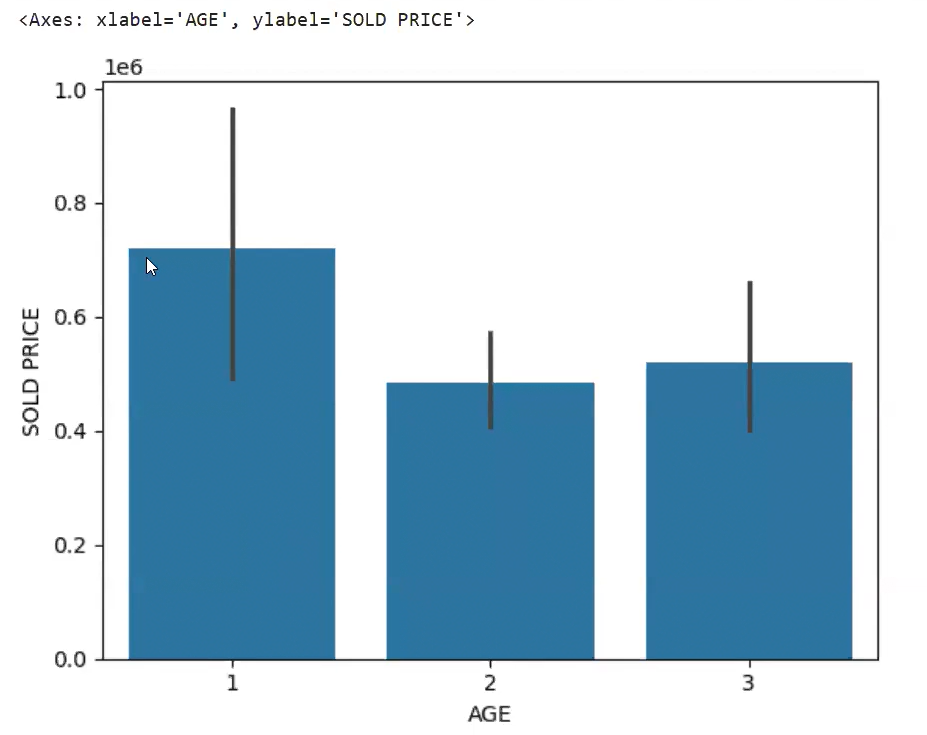 <Axes: xlabel='AGE', ylabel='SOLD PRICE'>
1e6
1.0
0.8
0.6
0.4
0.2
0.0
SOLD PRICE
1 2 3
AGE